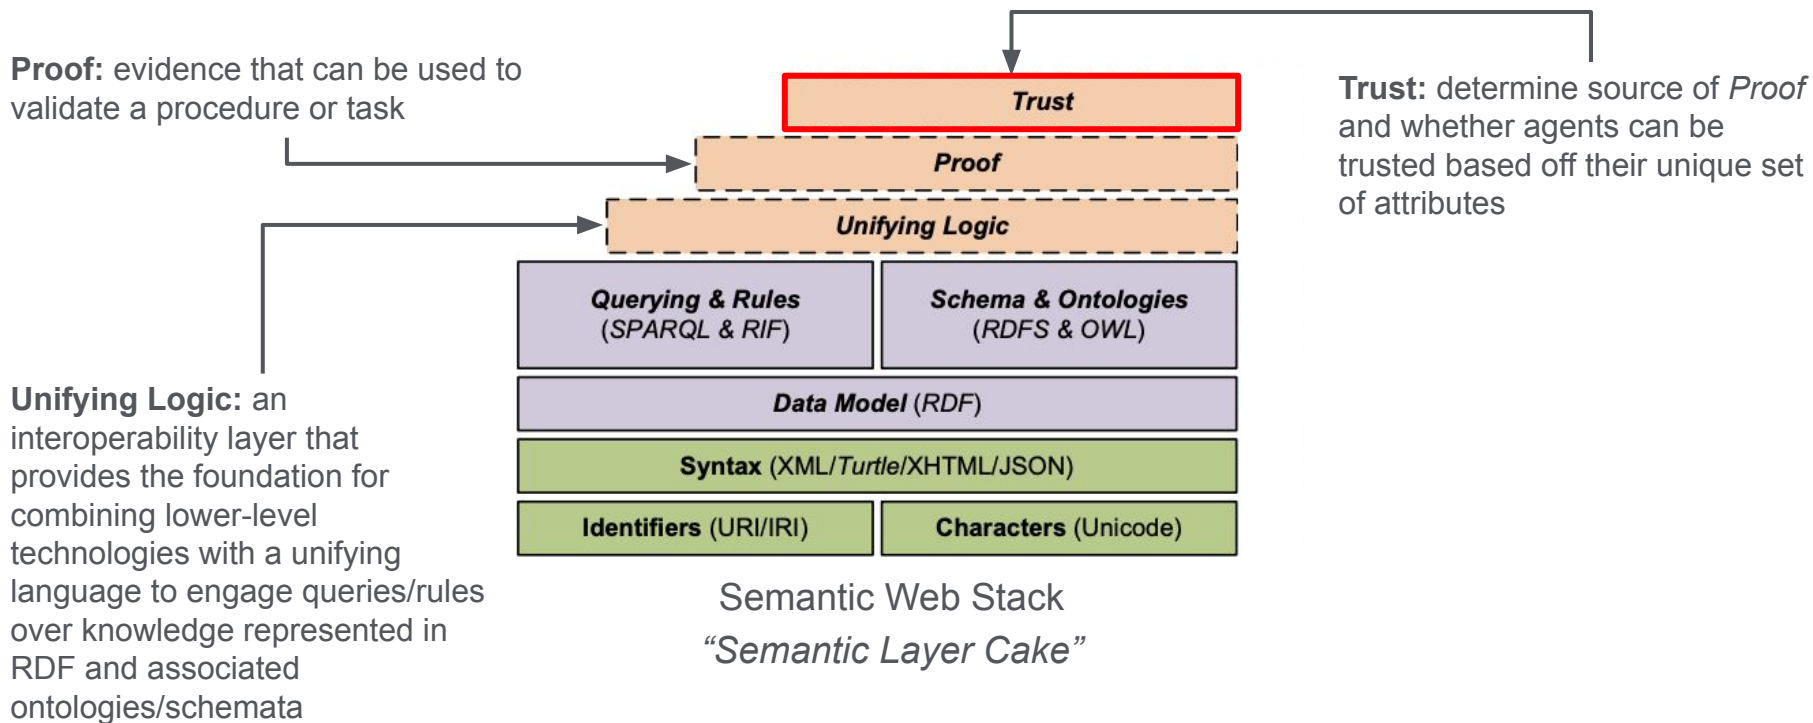 Proof: evidence that can be used to
validate a procedure or task
Trust
Trust: determine source of Proof
and whether agents can be
trusted based off their unique set
of attributes
Proof
Unifying Logic
Querying & Rules
(SPARQL & RIF)
Schema & Ontologies
(RDFS & OWL)
Data Model (RDF)
Syntax (XML/Turtle/XHTML/JSON)
Identifiers (URI/IRI)
Characters (Unicode)
Unifying Logic: an
interoperability layer that
provides the foundation for
combining lower-level
technologies with a unifying
language to engage queries/rules
over knowledge represented in
RDF and associated
ontologies/schemata
Semantic Web Stack
“Semantic Layer Cake”